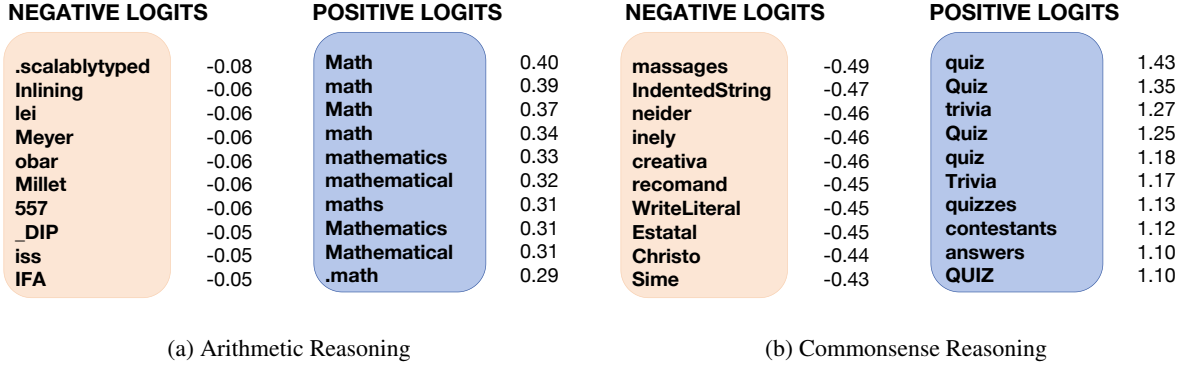 NEGATIVE LOGITS POSITIVE LOGITS NEGATIVE LOGITS POSITIVE LOGITS
.scalablytyped -0.08 Math 0.40 massages -0.49 quiz 1.43
Inlining -0.06 math 0.39 IndentedString -0.47 Quiz 1.35
lei -0.06 Math 0.37 neider -0.46 trivia 1.27
Meyer -0.06 math 0.34 inely -0.46 Quiz 1.25
obar -0.06 mathematics 0.33 creativa -0.46 quiz 1.18
Millet -0.06 mathematical 0.32 recomand -0.45 Trivia 1.17
557 -0.06 maths 0.31 WriteLiteral -0.45 quizzes 1.13
_DIP -0.05 Mathematics 0.31 Estatal -0.45 contestants 1.12
iss -0.05 Mathematical 0.31 Christo -0.44 answers 1.10
IFA -0.05 .math 0.29 Sime -0.43 QUIZ 1.10
(a) Arithmetic Reasoning (b) Commonsense Reasoning